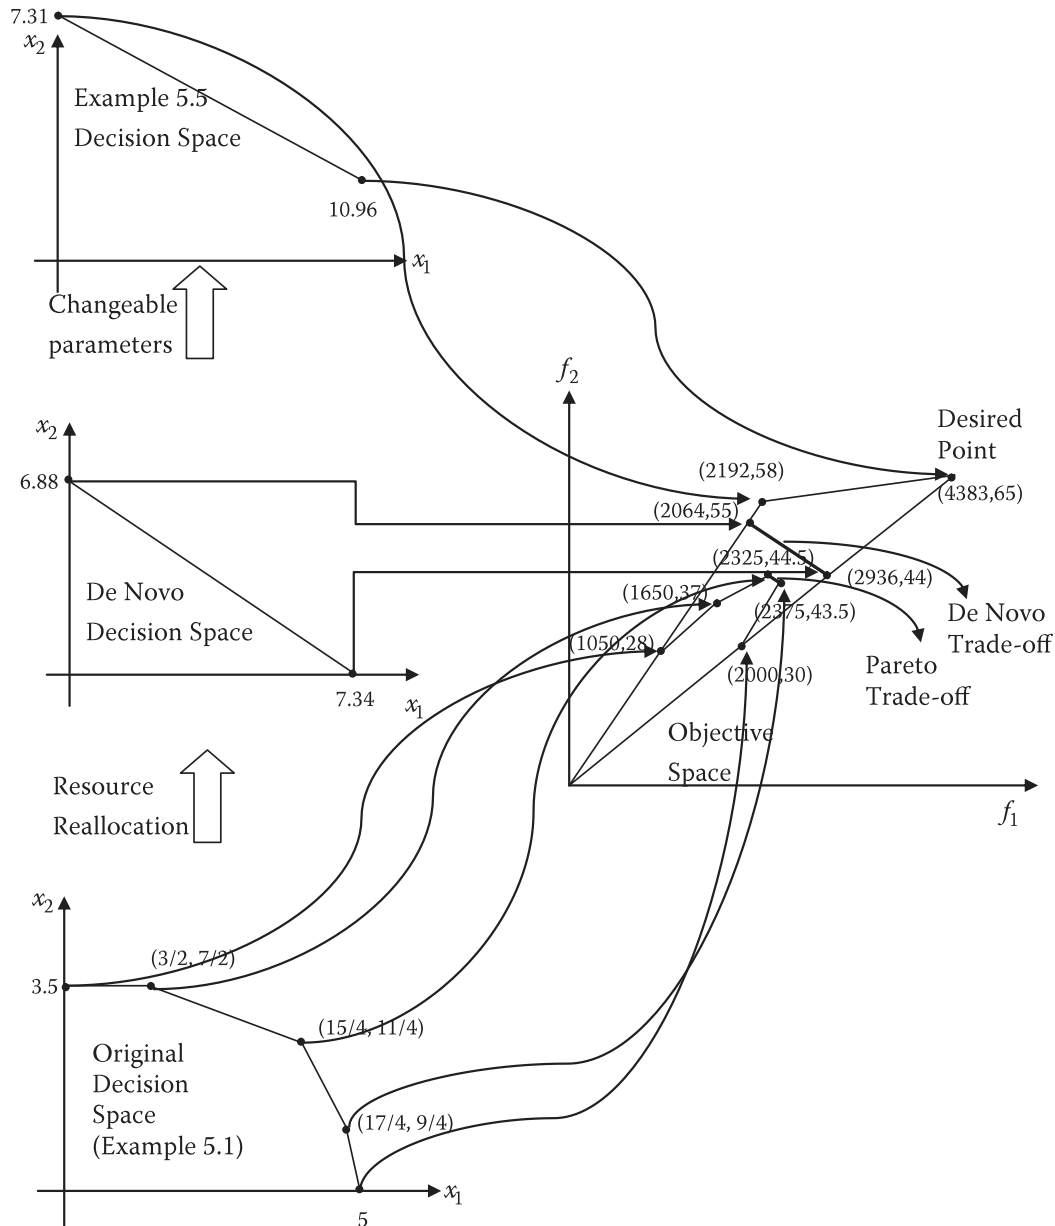 7.31
x2
Example 5.5
Decision Space
10.96
x1
Changeable
parameters
f2
Desired
Point
(4383,65)
(2192,58)
(2064,55)
(2325,44.5)
(2936,44)
(1650,37)
(2375,43.5)
(1050,28)
(2000,30)
De Novo
Trade-off
Pareto
Trade-off
Objective
Space
f1
x2
6.88
De Novo
Decision Space
7.34
x1
Resource
Reallocation
x2
(3/2, 7/2)
3.5
(15/4, 11/4)
Original
Decision
Space
(Example 5.1)
(17/4, 9/4)
x1
5